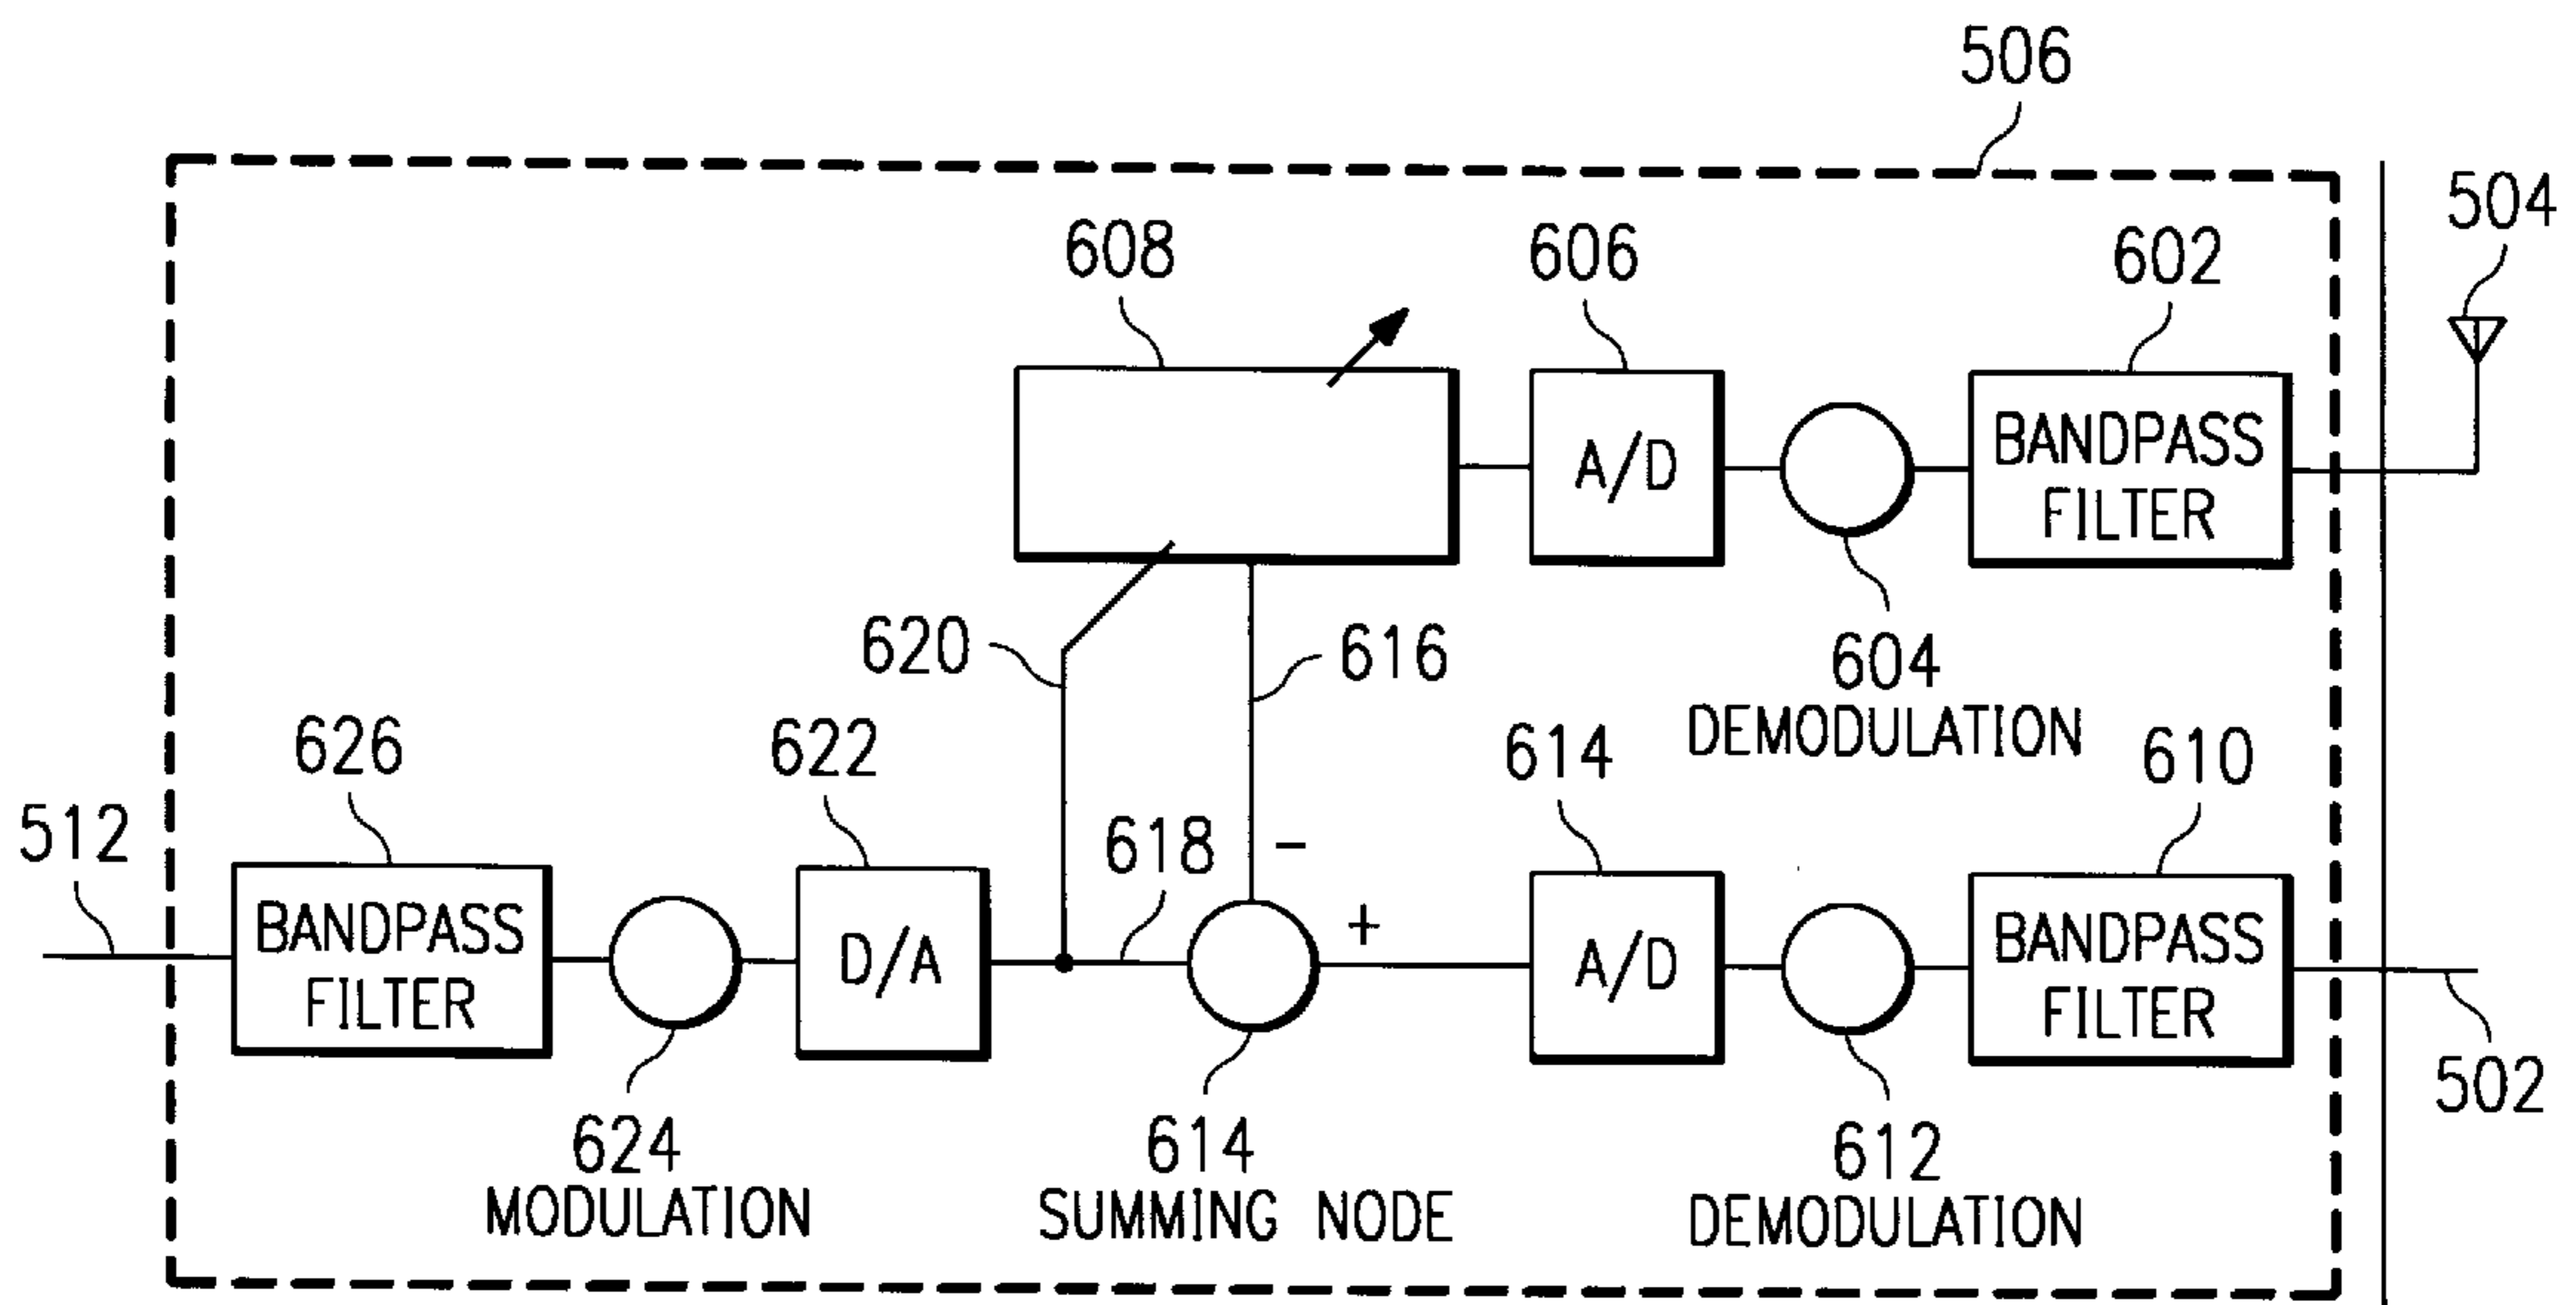 506
504
608
606
602
A/D
BANDPASS
FILTER
620
616
604
DEMODULATION
626
622
614
610
512
618
−
+
BANDPASS
FILTER
D/A
A/D
BANDPASS
FILTER
502
624
MODULATION
614
SUMMING NODE
612
DEMODULATION